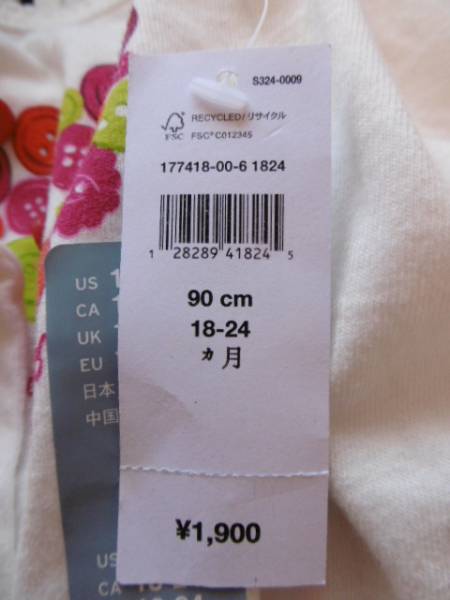 S324-0009
RECYCLED/リサイクル
FSC
FSC® C012345
177418-00-6 1824
1 28289 41824 5
90 cm
18-24
ヵ月
¥1,900
US
CA
UK
EU
日本
中国
US
CA